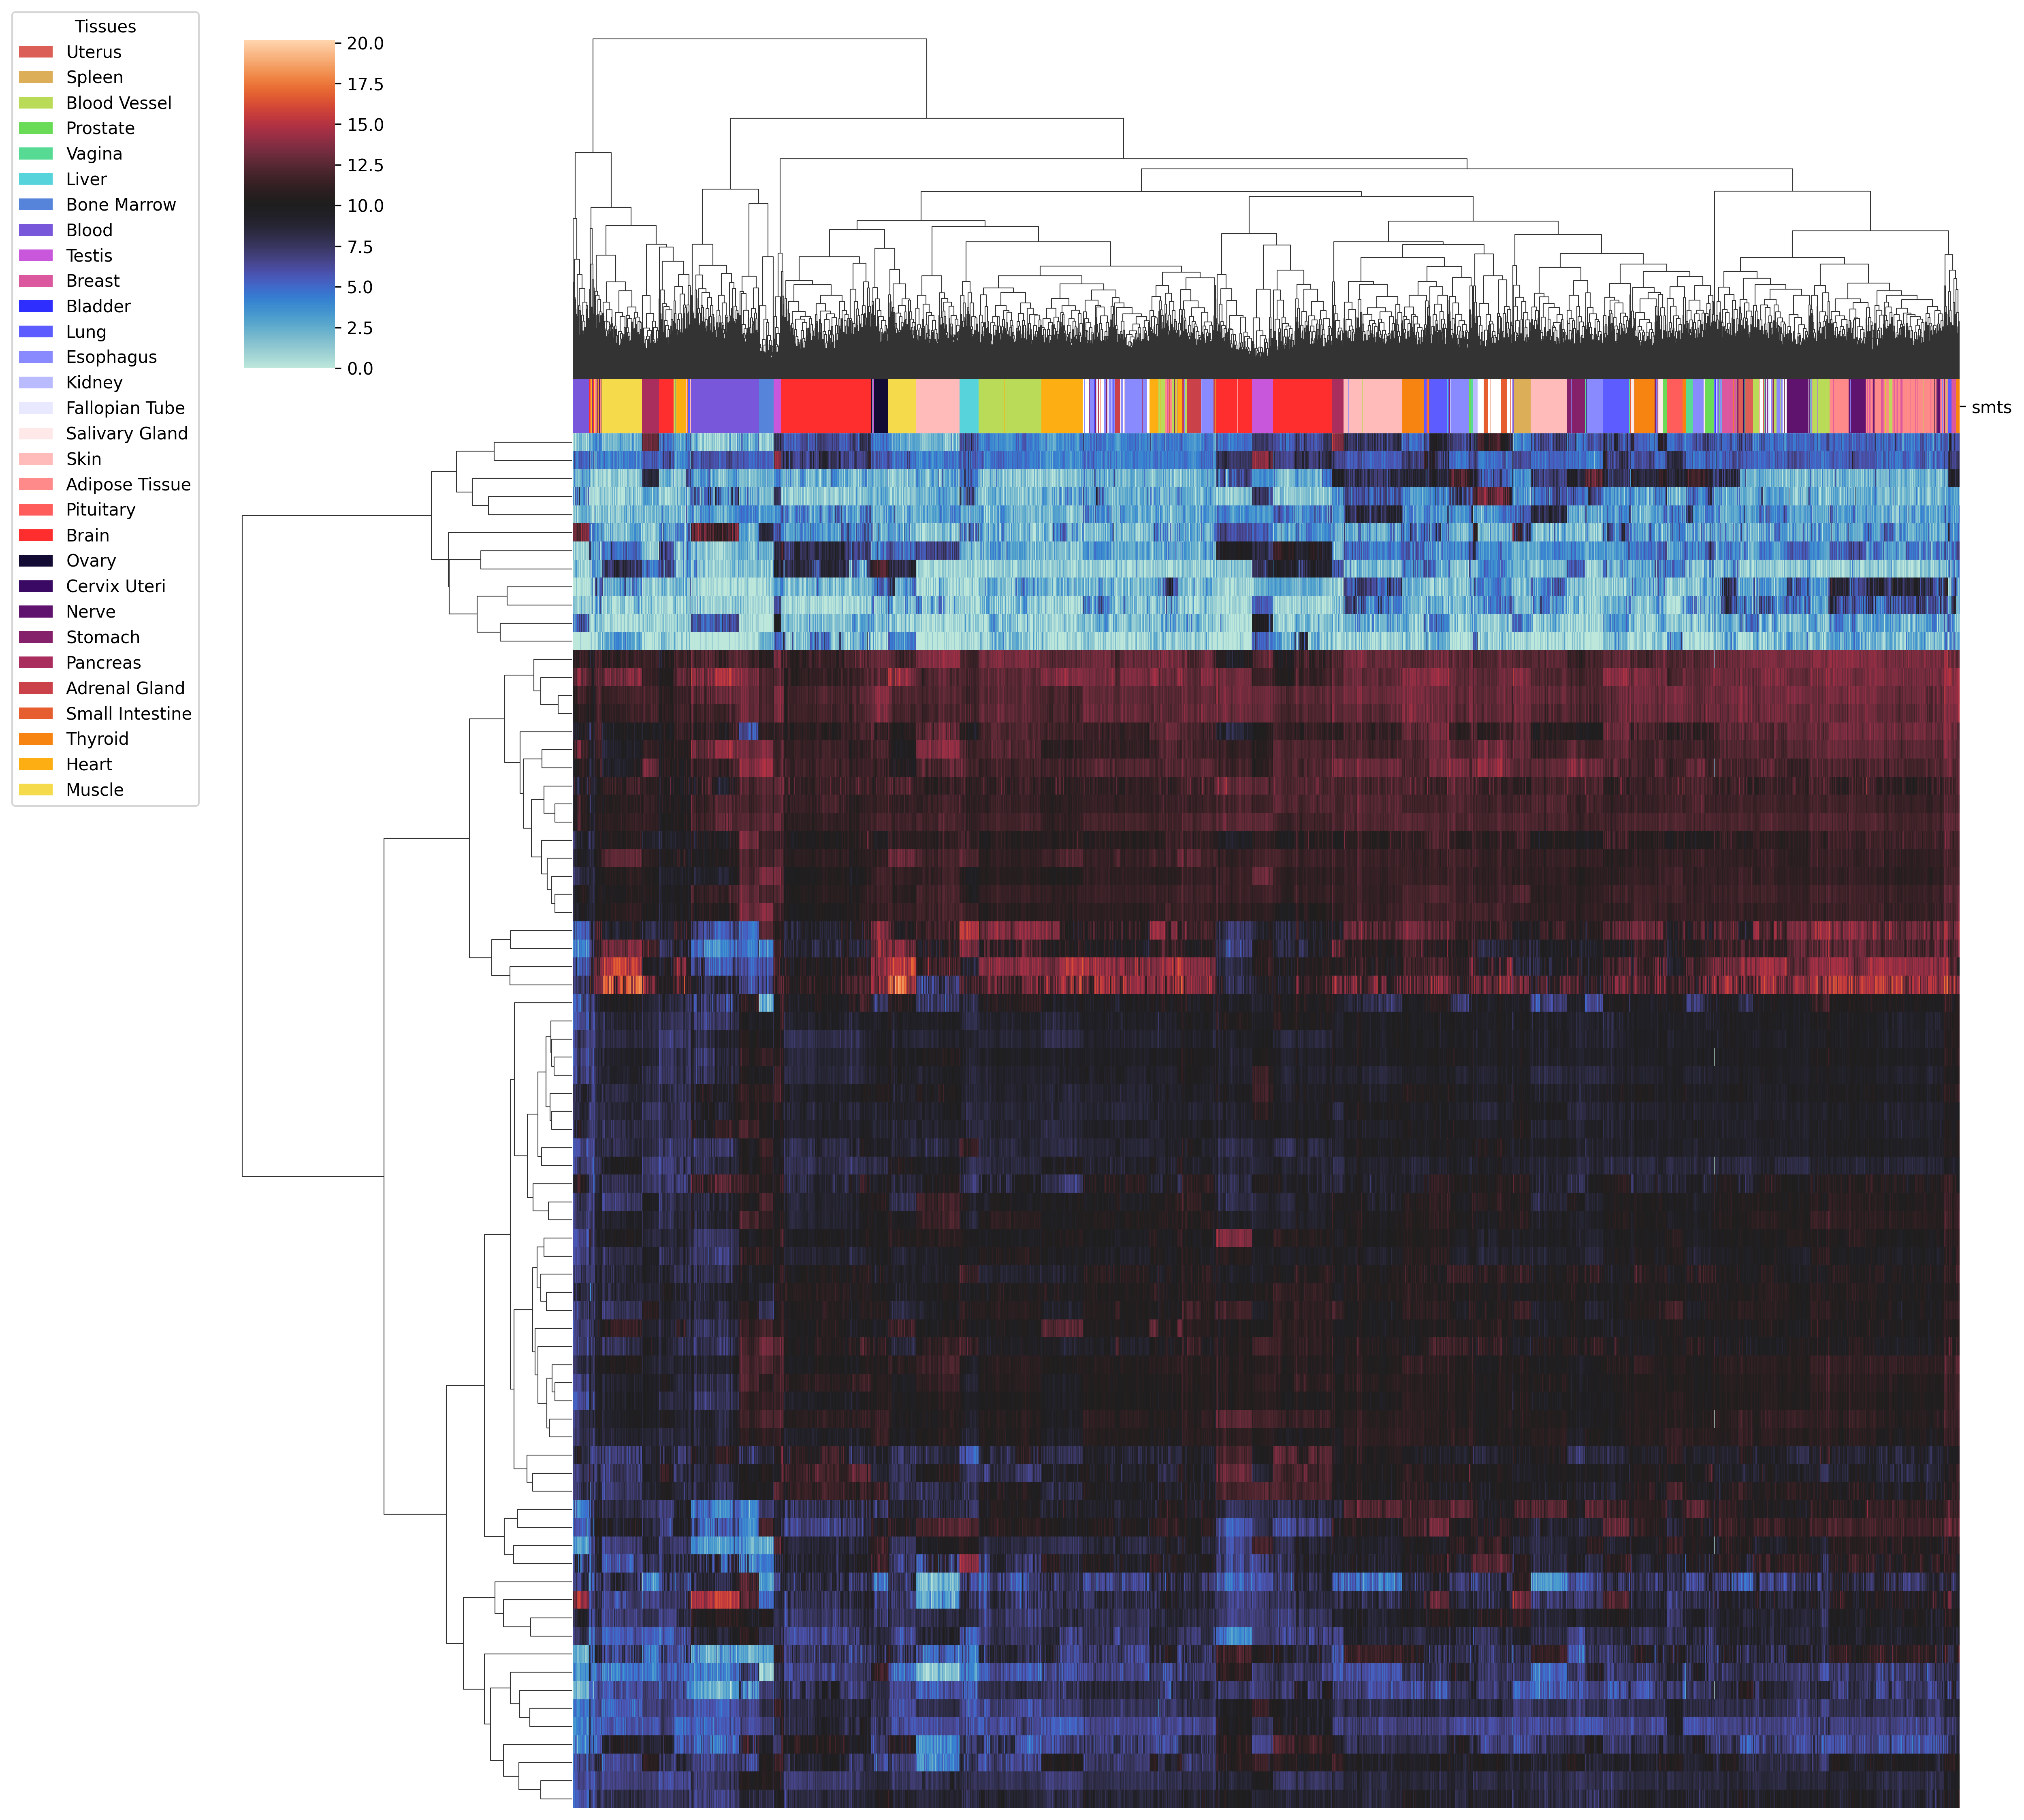 Tissues
Uterus
Spleen
Blood Vessel
Prostate
Vagina
Liver
Bone Marrow
Blood
Testis
Breast
Bladder
Lung
Esophagus
Kidney
Fallopian Tube
Salivary Gland
Skin
Adipose Tissue
Pituitary
Brain
Ovary
Cervix Uteri
Nerve
Stomach
Pancreas
Adrenal Gland
Small Intestine
Thyroid
Heart
Muscle
20.0
17.5
15.0
12.5
10.0
7.5
5.0
2.5
0.0
smts